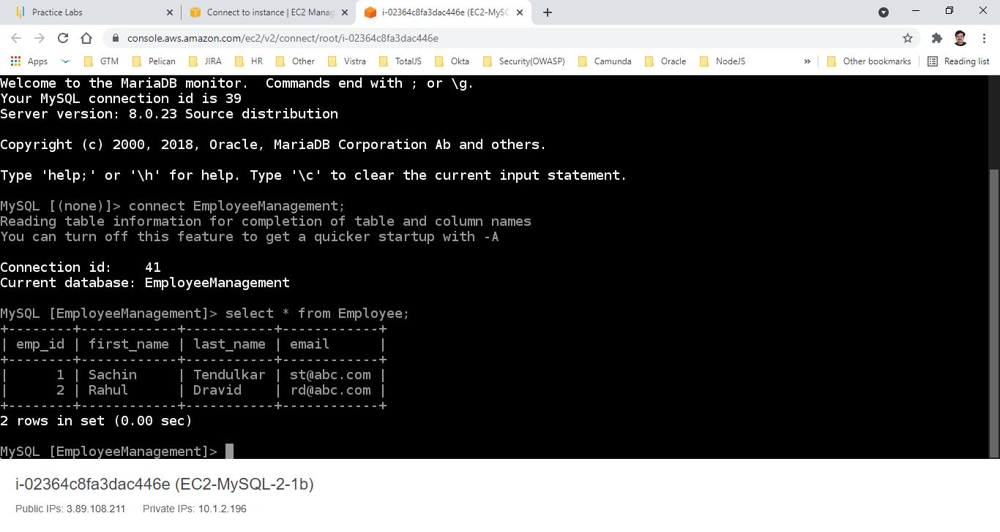 Practice Labs
Connect to instance | EC2 Manag
i-02364c8fa3dac446e (EC2-MySQ
console.aws.amazon.com/ec2/v2/connect/root/i-02364c8fa3dac446e
Apps GTM Pelican JIRA HR Other Vistra TotalJS Okta Security(OWASP) Camunda Oracle NodeJS » Other bookmarks Reading list
Welcome to the MariaDB monitor.  Commands end with ; or \g.
Your MySQL connection id is 39
Server version: 8.0.23 Source distribution
Copyright (c) 2000, 2018, Oracle, MariaDB Corporation Ab and others.
Type 'help;' or '\h' for help. Type '\c' to clear the current input statement.
MySQL [(none)]> connect EmployeeManagement;
Reading table information for completion of table and column names
You can turn off this feature to get a quicker startup with -A
Connection id:    41
Current database: EmployeeManagement
MySQL [EmployeeManagement]> select * from Employee;
+--------+------------+-----------+------------+
| emp_id | first_name | last_name | email      |
+--------+------------+-----------+------------+
|      1 | Sachin     | Tendulkar | st@abc.com |
|      2 | Rahul      | Dravid    | rd@abc.com |
+--------+------------+-----------+------------+
2 rows in set (0.00 sec)
MySQL [EmployeeManagement]>
i-02364c8fa3dac446e (EC2-MySQL-2-1b)
Public IPs: 3.89.108.211 Private IPs: 10.1.2.196